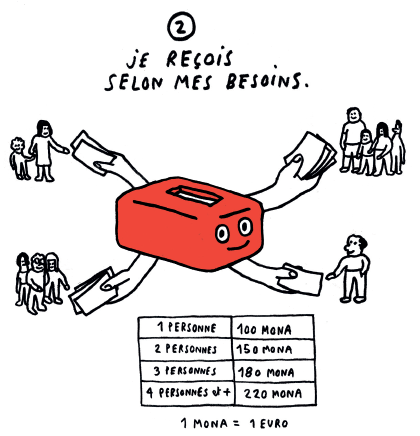 2
JE REÇOIS
SELON MES BESOINS.
1 PERSONNE 100 MONA
2 PERSONNES 150 MONA
3 PERSONNES 180 MONA
4 PERSONNES et + 220 MONA
1 MONA = 1 EURO